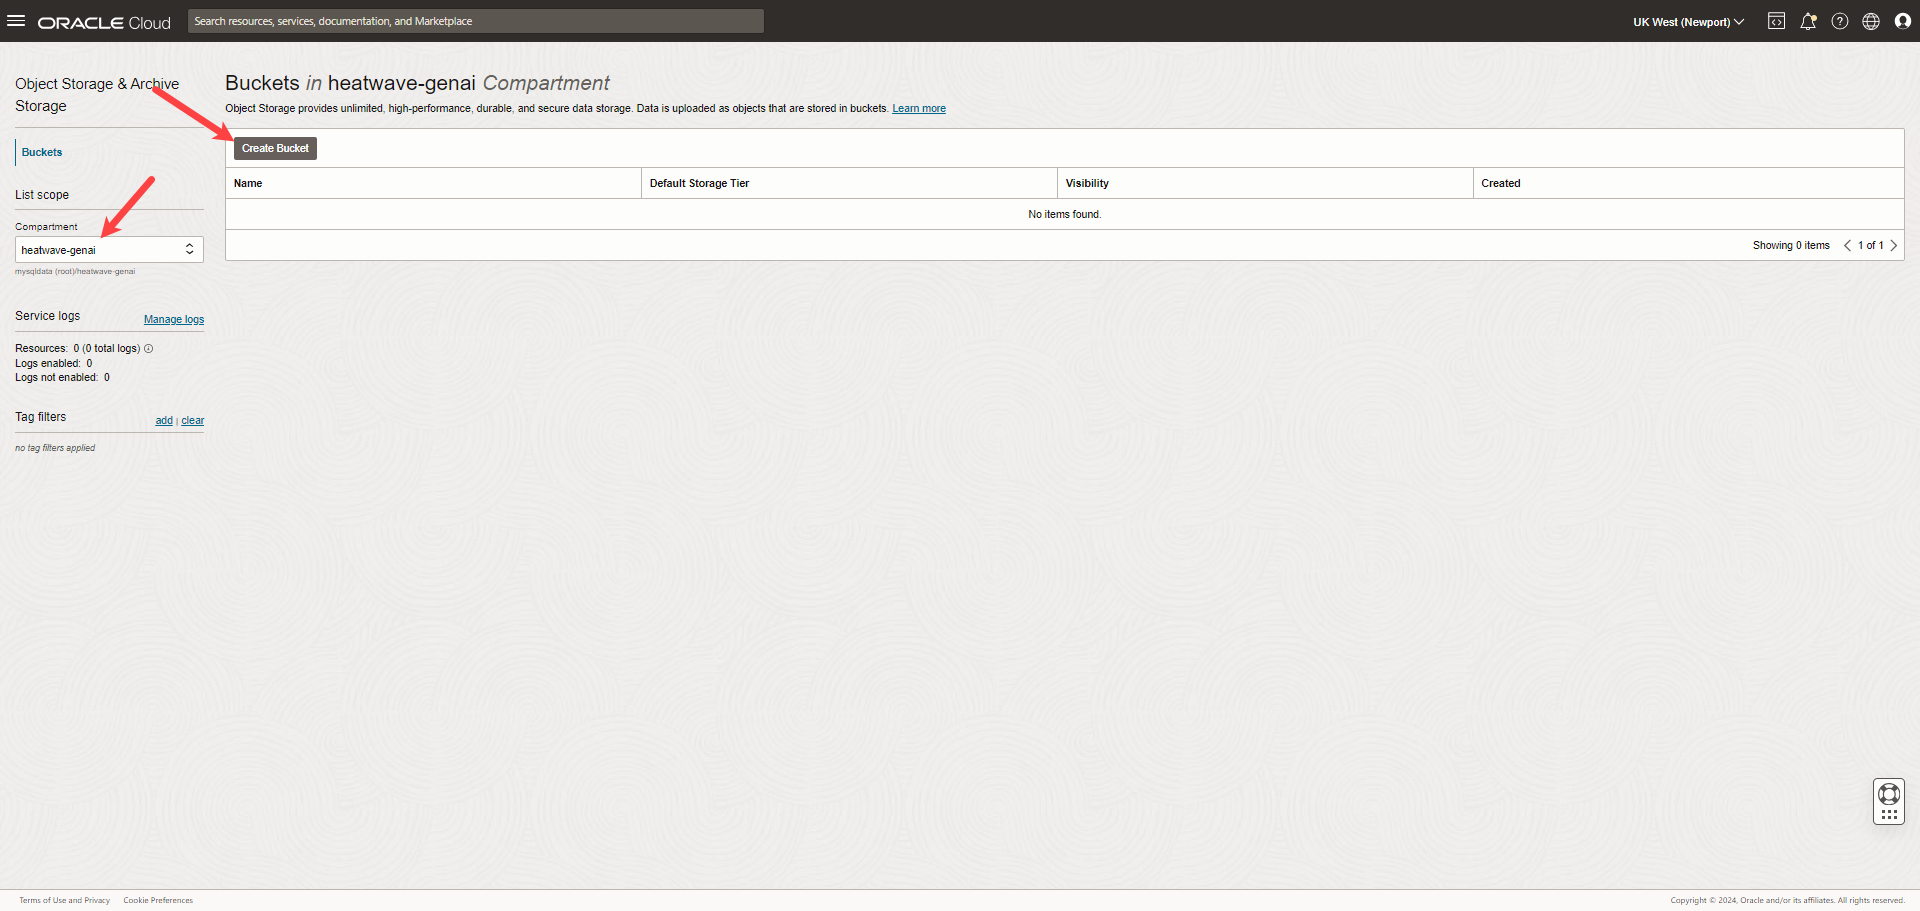 ORACLE Cloud
Search resources, services, documentation, and Marketplace
UK West (Newport)
Object Storage & Archive
Storage
Buckets
List scope
Compartment
heatwave-genai
mysqldata (root)/heatwave-genai
Service logs
Manage logs
Resources: 0 (0 total logs)
Logs enabled: 0
Logs not enabled: 0
Tag filters
add | clear
no tag filters applied
Buckets in heatwave-genai Compartment
Object Storage provides unlimited, high-performance, durable, and secure data storage. Data is uploaded as objects that are stored in buckets. Learn more
Create Bucket
Name Default Storage Tier Visibility Created
No items found.
Showing 0 items 1 of 1
Terms of Use and Privacy Cookie Preferences
Copyright © 2024, Oracle and/or its affiliates. All rights reserved.